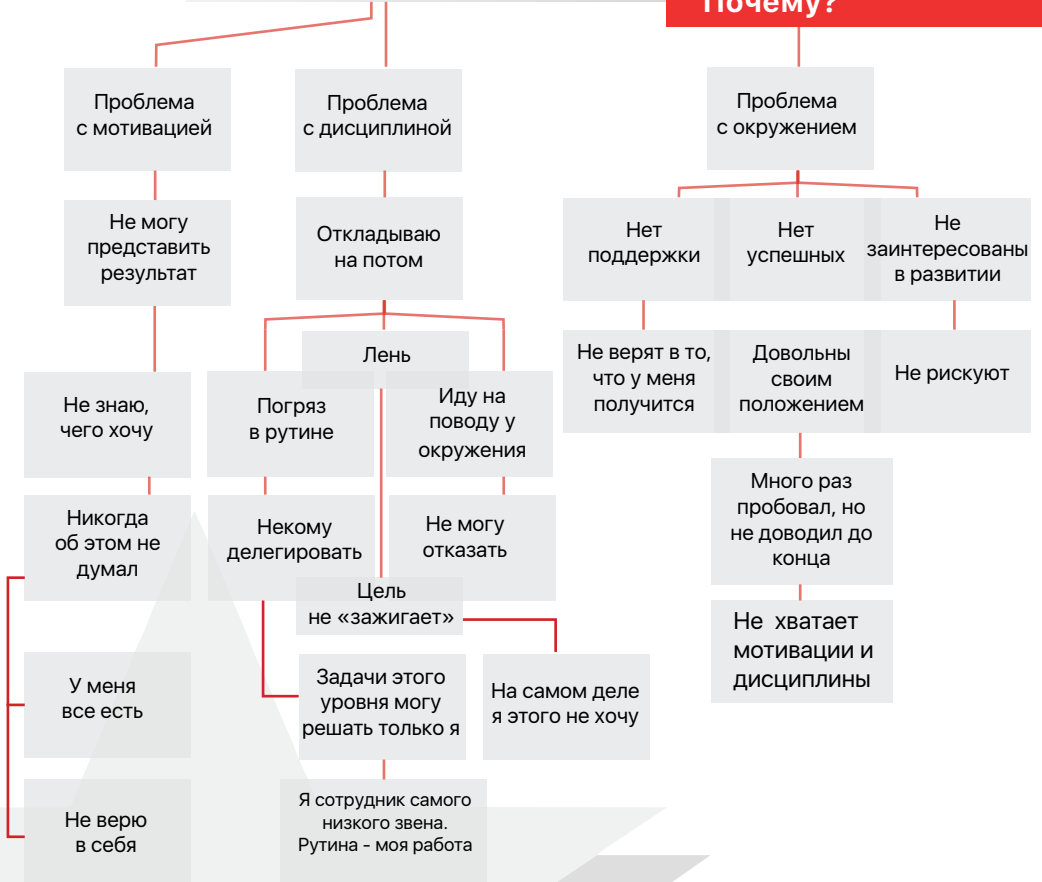 Почему?
Проблема
с мотивацией
Проблема
с дисциплиной
Проблема
с окружением
Не могу
представить
результат
Откладываю
на потом
Нет
поддержки
Нет
успешных
Не
заинтересованы
в развитии
Лень
Не верят в то,
что у меня
получится
Довольны
своим
положением
Не рискуют
Не знаю,
чего хочу
Погряз
в рутине
Иду на
поводу у
окружения
Много раз
пробовал, но
не доводил до
конца
Никогда
об этом не
думал
Некому
делегировать
Не могу
отказать
Цель
не «зажигает»
Не хватает
мотивации и
дисциплины
У меня
все есть
Задачи этого
уровня могу
решать только я
На самом деле
я этого не хочу
Не верю
в себя
Я сотрудник самого
низкого звена.
Рутина - моя работа